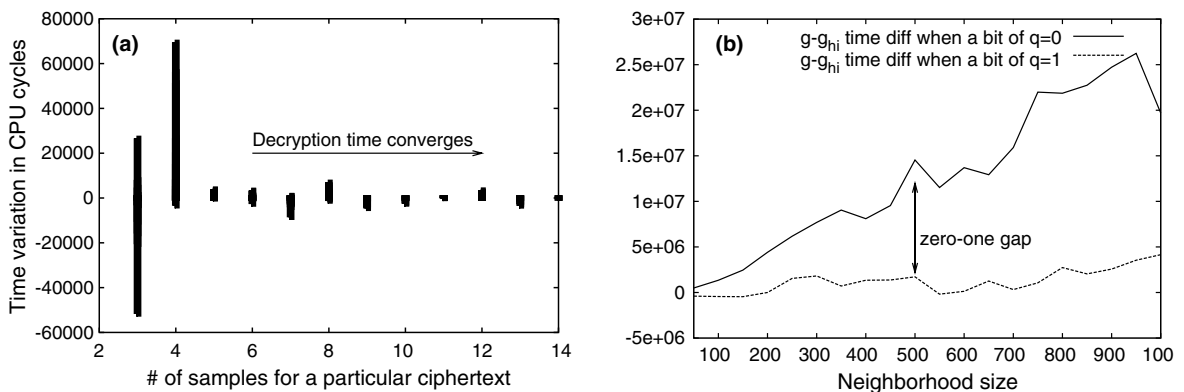 80000
60000
40000
20000
0
-20000
-40000
-60000
2
4
6
8
10
12
14
(a)
Decryption time converges
Time variation in CPU cycles
# of samples for a particular ciphertext
3e+07
2.5e+07
2e+07
1.5e+07
1e+07
5e+06
0
-5e+06
100 200 300 400 500 600 700 800 900 100
(b)
g-ghi time diff when a bit of q=0
g-ghi time diff when a bit of q=1
zero-one gap
Neighborhood size